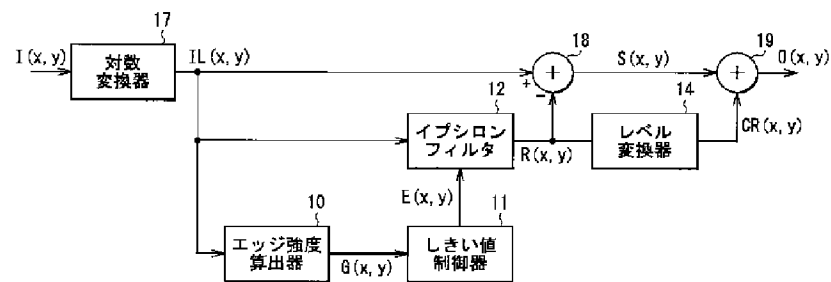 17
I(x, y)
対数
変換器
IL(x, y)
18
S(x, y)
19
O(x, y)
12
イプシロン
フィルタ
R(x, y)
14
レベル
変換器
CR(x, y)
E(x, y)
10
エッジ強度
算出器
G(x, y)
11
しきい値
制御器